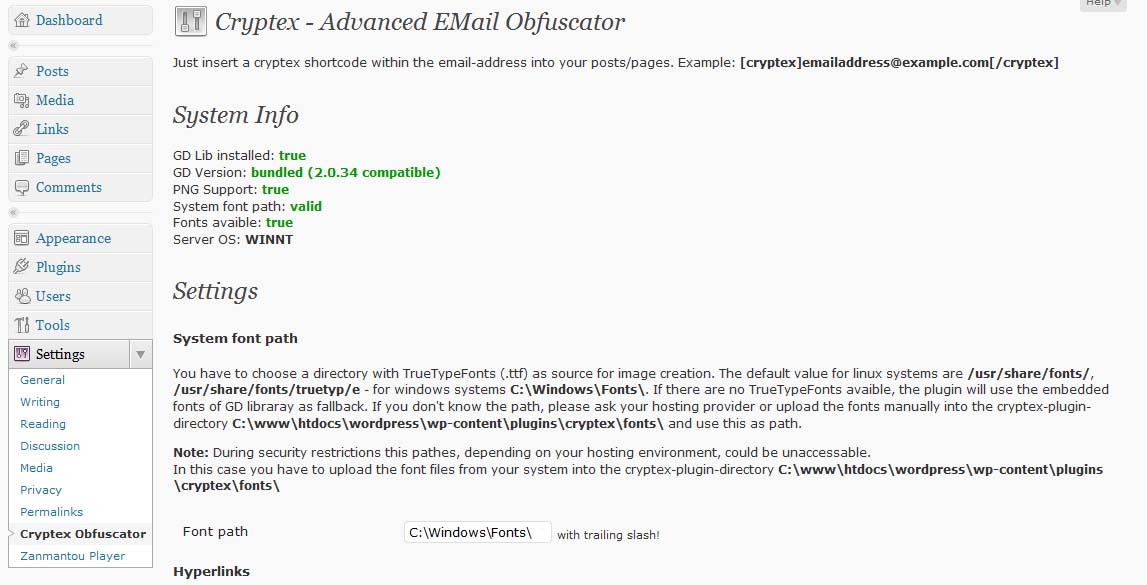 Help
Dashboard
Posts
Media
Links
Pages
Comments
Appearance
Plugins
Users
Tools
Settings
General
Writing
Reading
Discussion
Media
Privacy
Permalinks
Cryptex Obfuscator
Zanmantou Player
Cryptex - Advanced EMail Obfuscator
Just insert a cryptex shortcode within the email-address into your posts/pages. Example: [cryptex]emailaddress@example.com[/cryptex]
System Info
GD Lib installed: true
GD Version: bundled (2.0.34 compatible)
PNG Support: true
System font path: valid
Fonts avaible: true
Server OS: WINNT
Settings
System font path
You have to choose a directory with TrueTypeFonts (.ttf) as source for image creation. The default value for linux systems are /usr/share/fonts/,
/usr/share/fonts/truetyp/e - for windows systems C:\Windows\Fonts\. If there are no TrueTypeFonts avaible, the plugin will use the embedded
fonts of GD libraray as fallback. If you don't know the path, please ask your hosting provider or upload the fonts manually into the cryptex-plugin-
directory C:\www\htdocs\wordpress\wp-content\plugins\cryptex\fonts\ and use this as path.
Note: During security restrictions this pathes, depending on your hosting environment, could be unaccessable.
In this case you have to upload the font files from your system into the cryptex-plugin-directory C:\www\htdocs\wordpress\wp-content\plugins
\cryptex\fonts\
Font path C:\Windows\Fonts\ with trailing slash!
Hyperlinks